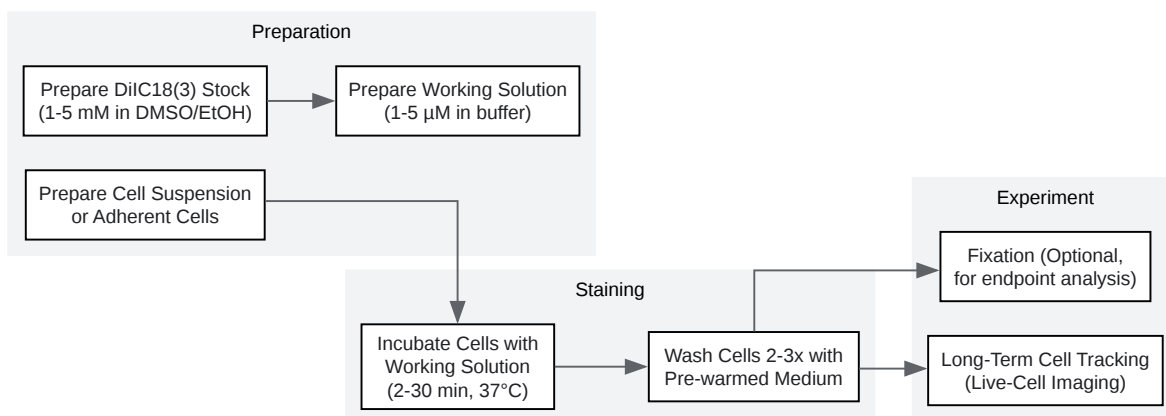 Preparation
Prepare DiIC18(3) Stock
(1-5 mM in DMSO/EtOH)
Prepare Working Solution
(1-5 µM in buffer)
Prepare Cell Suspension
or Adherent Cells
Staining
Incubate Cells with
Working Solution
(2-30 min, 37°C)
Wash Cells 2-3x with
Pre-warmed Medium
Experiment
Fixation (Optional,
for endpoint analysis)
Long-Term Cell Tracking
(Live-Cell Imaging)